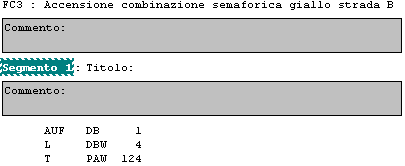 FC3 : Accensione combinazione semaforica giallo strada B
Commento:
Segmento 1: Titolo:
Commento:
AUF DB 1
L DBW 4
T PAW 124